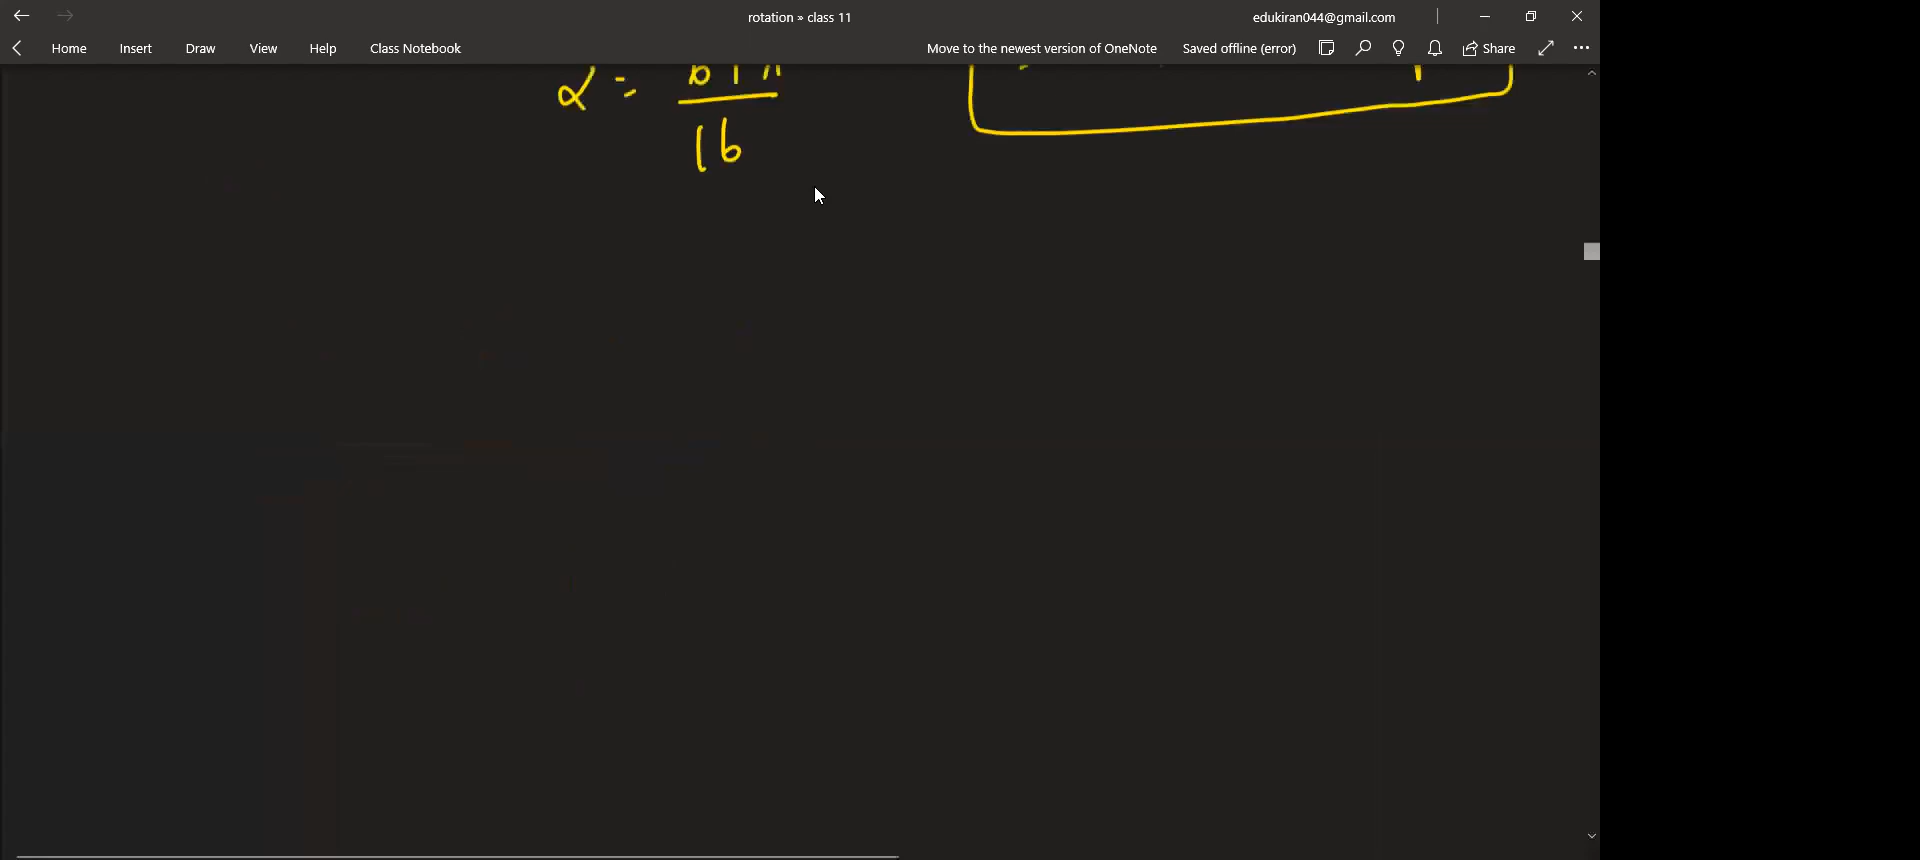 rotation » class 11
edukiran044@gmail.com
Home Insert Draw View Help Class Notebook Move to the newest version of OneNote Saved offline (error) Share
α =
16